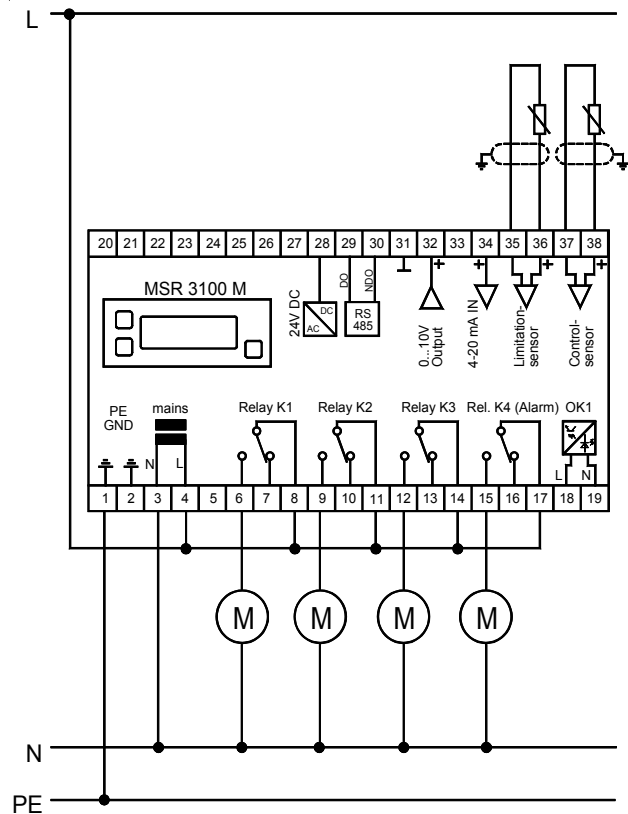 L
20 21 22 23 24 25 26 27 28 29 30 31 32 33 34 35 36 37 38
+ + + +
MSR 3100 M
24V DC
DC
AC
DO
NDO
RS
485
0...10V
Output
4-20 mA IN
Limitation-
sensor
Control-
sensor
PE
GND
mains
N L
Relay K1
Relay K2
Relay K3
Rel. K4 (Alarm)
OK1
L N
1 2 3 4 5 6 7 8 9 10 11 12 13 14 15 16 17 18 19
M M M M
N
PE